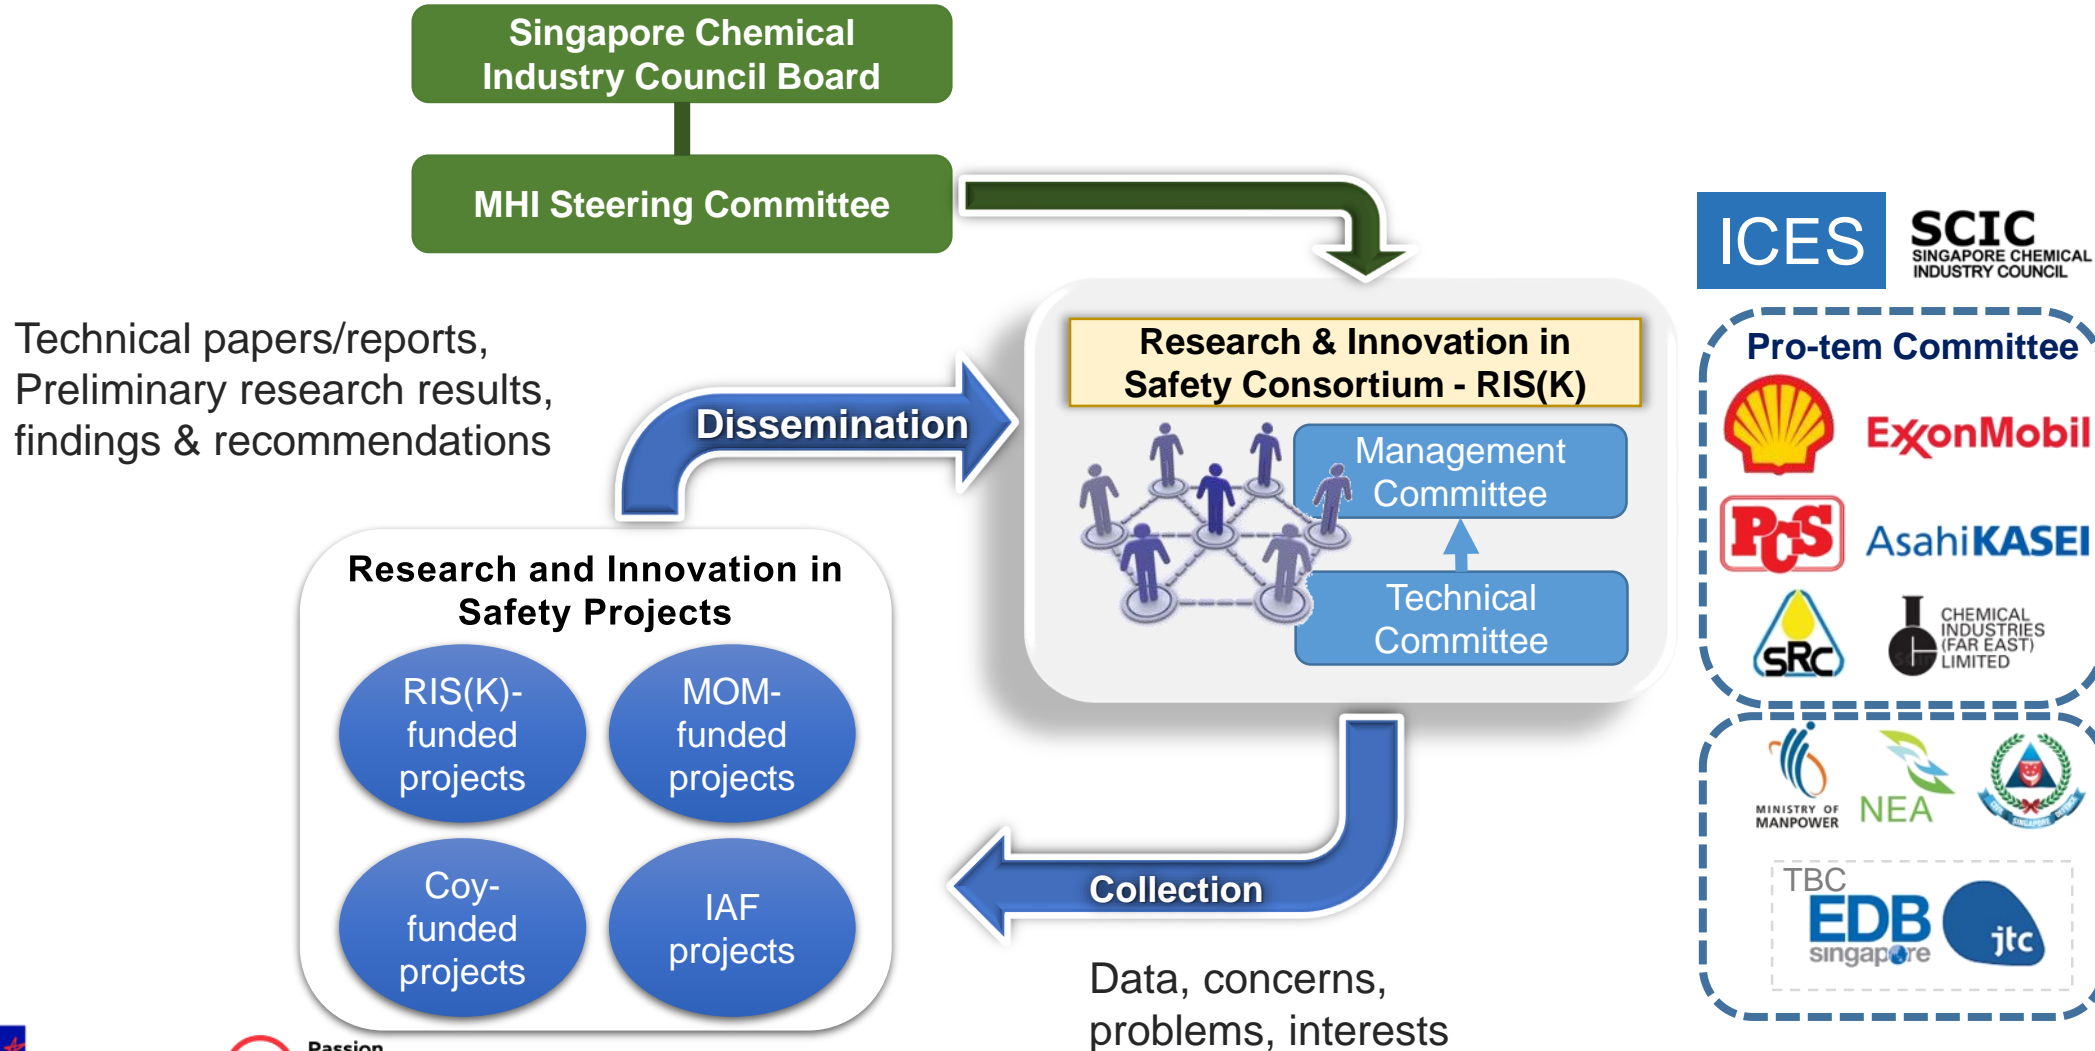 Singapore Chemical
Industry Council Board
MHI Steering Committee
ICES
SCIC
SINGAPORE CHEMICAL
INDUSTRY COUNCIL
Technical papers/reports,
Preliminary research results,
findings & recommendations
Dissemination
Research & Innovation in
Safety Consortium - RIS(K)
Management
Committee
Technical
Committee
Pro-tem Committee
ExxonMobil
PCS
AsahiKASEI
SRC
CHEMICAL
INDUSTRIES
(FAR EAST)
LIMITED
Research and Innovation in
Safety Projects
RIS(K)-
funded
projects
MOM-
funded
projects
Coy-
funded
projects
IAF
projects
MINISTRY OF
MANPOWER
NEA
SINGAPORE
TBC
EDB
singapore
jtc
Collection
Data, concerns,
problems, interests
Passion